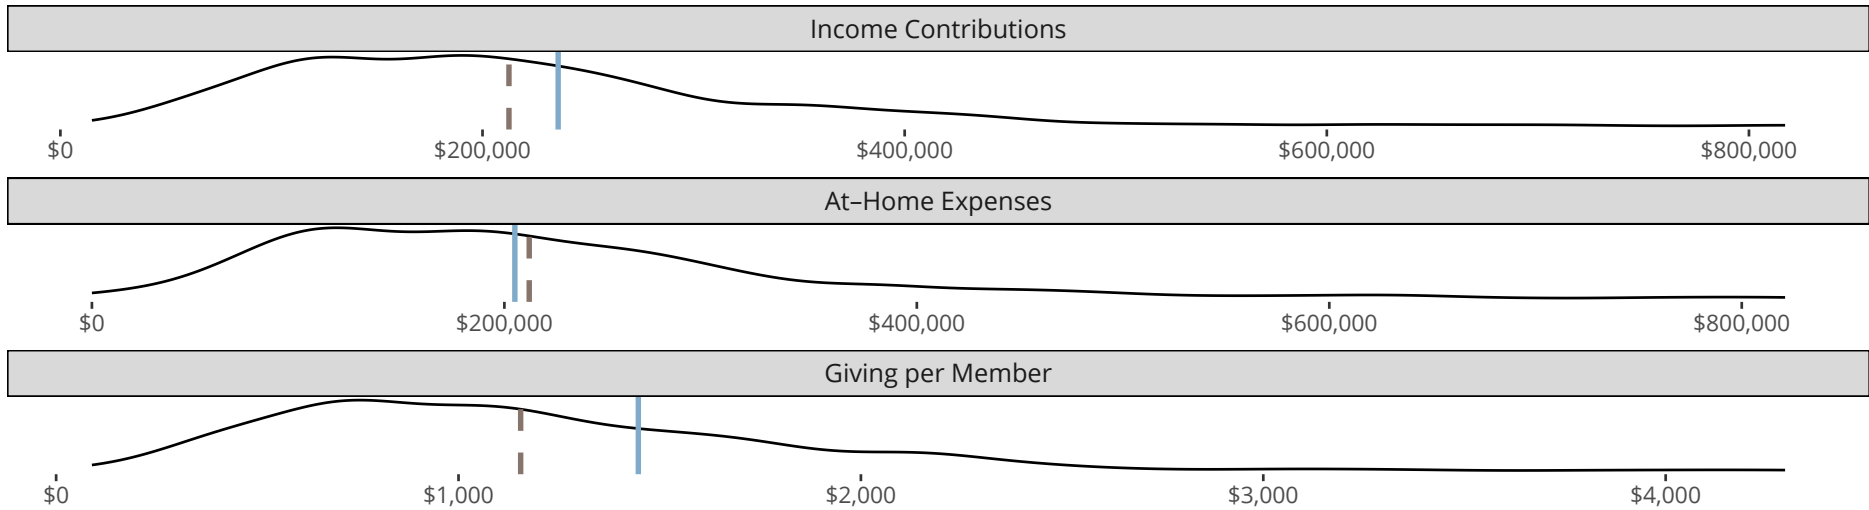 Income Contributions
$0 $200,000 $400,000 $600,000 $800,000
At–Home Expenses
$0 $200,000 $400,000 $600,000 $800,000
Giving per Member
$0 $1,000 $2,000 $3,000 $4,000